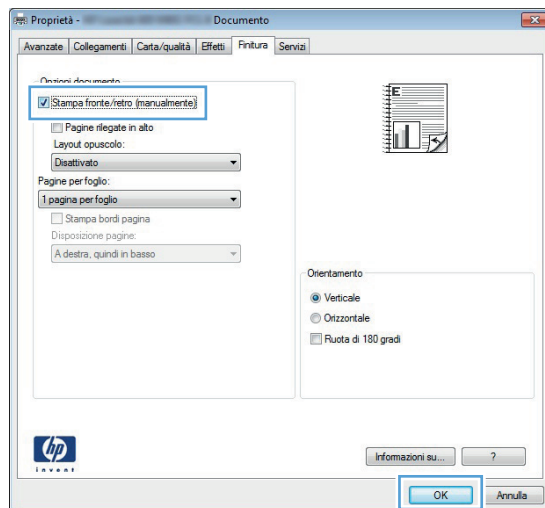 Proprietà - Documento
Avanzate Collegamenti Carta/qualità Effetti Finitura Servizi
Opzioni documento
Stampa fronte/retro (manualmente)
Pagine rilegate in alto
Layout opuscolo:
Disattivato
Pagine per foglio:
1 pagina per foglio
Stampa bordi pagina
Disposizione pagine:
A destra, quindi in basso
E
Orientamento
Verticale
Orizzontale
Ruota di 180 gradi
hp
invent
Informazioni su... ?
OK Annulla